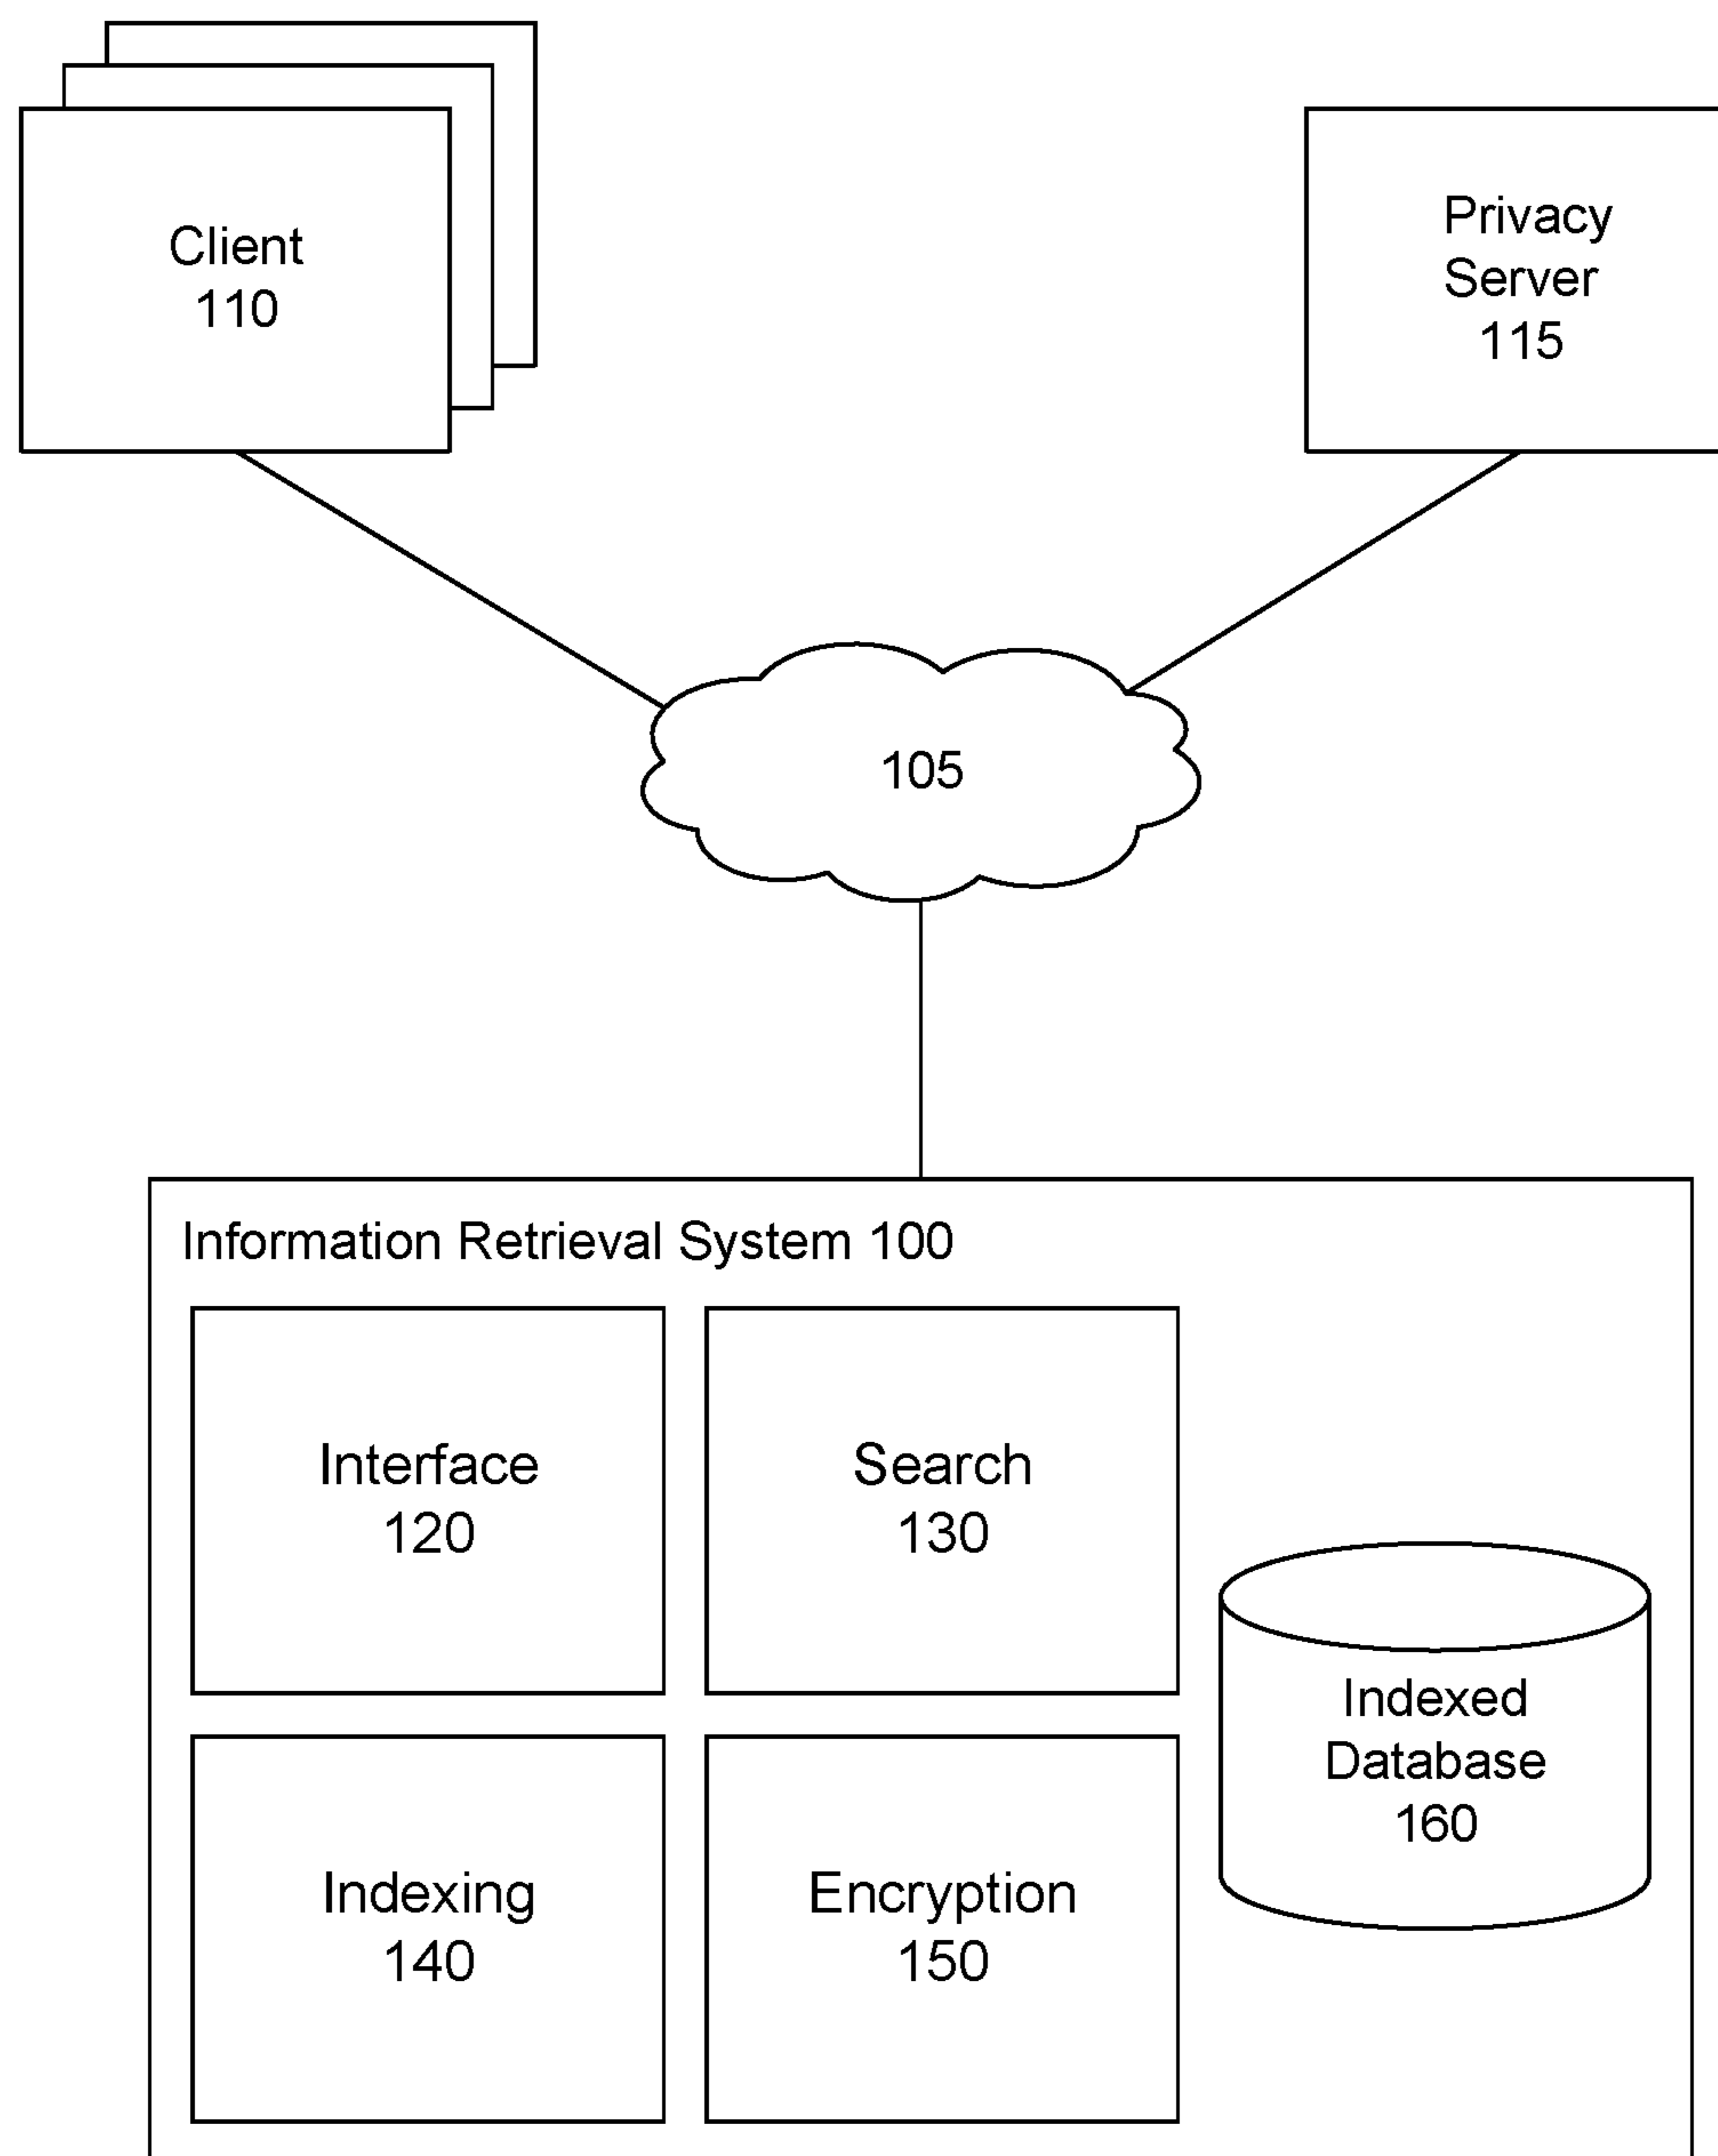 Client
110
Privacy
Server
115
105
Information Retrieval System 100
Interface
120
Search
130
Indexed
Database
160
Indexing
140
Encryption
150